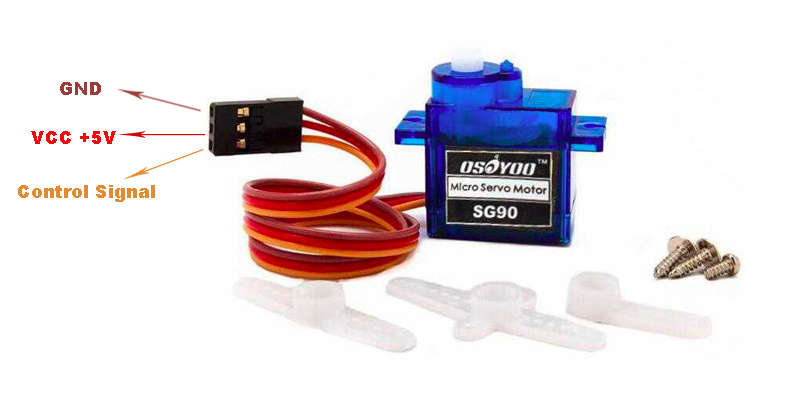 GND
VCC +5V
Control Signal
OSOYOO™
Micro Servo Motor
SG90